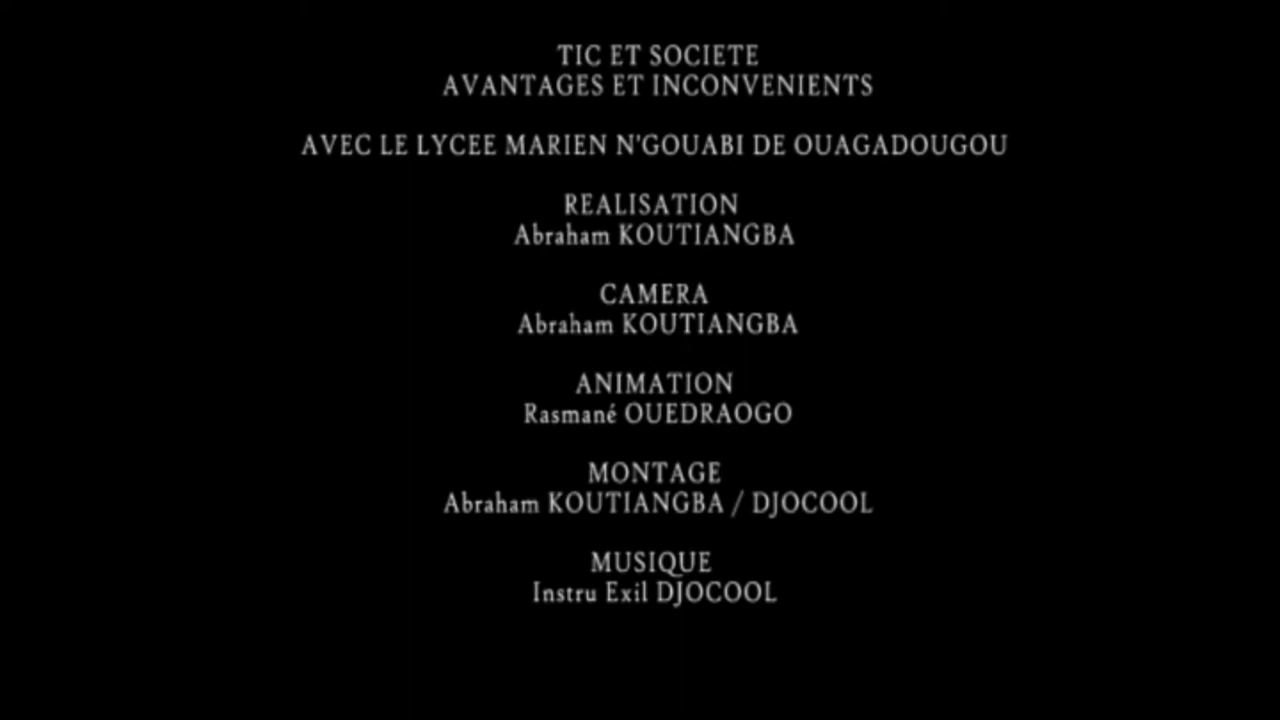 TIC ET SOCIETE
AVANTAGES ET INCONVENIENTS
AVEC LE LYCEE MARIEN N'GOUABI DE OUAGADOUGOU
REALISATION
Abraham KOUTIANGBA
CAMERA
Abraham KOUTIANGBA
ANIMATION
Rasmané OUEDRAOGO
MONTAGE
Abraham KOUTIANGBA / DJOCOOL
MUSIQUE
Instru Exil DJOCOOL